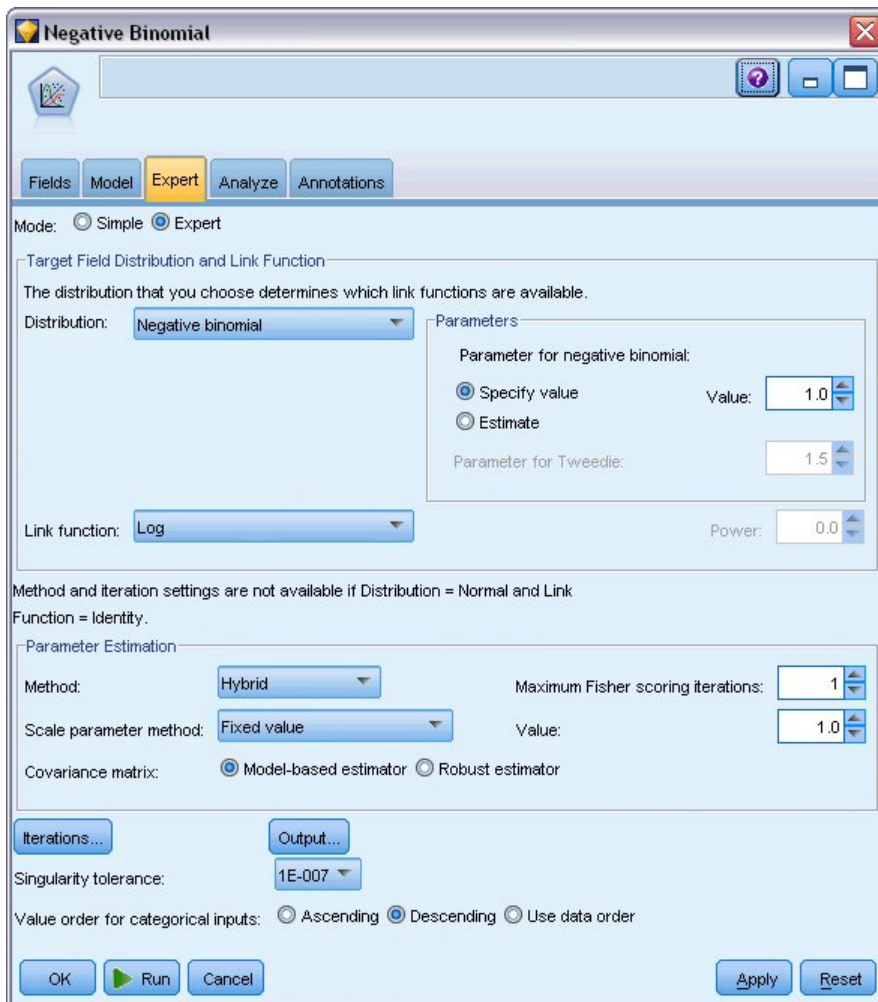 Negative Binomial
Fields Model Expert Analyze Annotations
Mode: Simple Expert
Target Field Distribution and Link Function
The distribution that you choose determines which link functions are available.
Distribution: Negative binomial
Parameters
Parameter for negative binomial:
Specify value Value: 1.0
Estimate
Parameter for Tweedie: 1.5
Link function: Log Power: 0.0
Method and iteration settings are not available if Distribution = Normal and Link
Function = Identity.
Parameter Estimation
Method: Hybrid Maximum Fisher scoring iterations: 1
Scale parameter method: Fixed value Value: 1.0
Covariance matrix: Model-based estimator Robust estimator
Iterations... Output...
Singularity tolerance: 1E-007
Value order for categorical inputs: Ascending Descending Use data order
OK Run Cancel Apply Reset